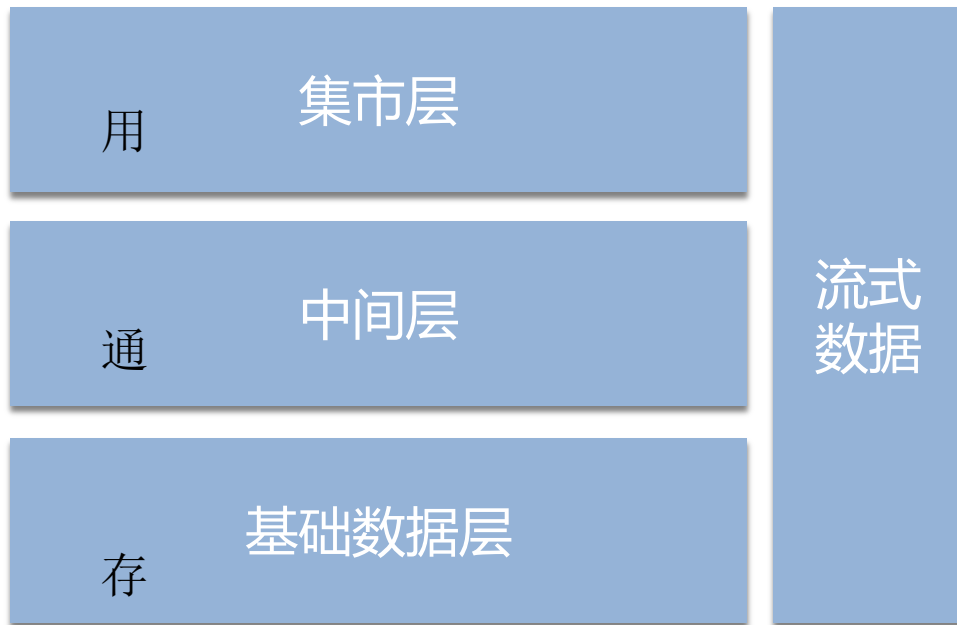 集市层
用
中间层
通
基础数据层
存
流式
数据